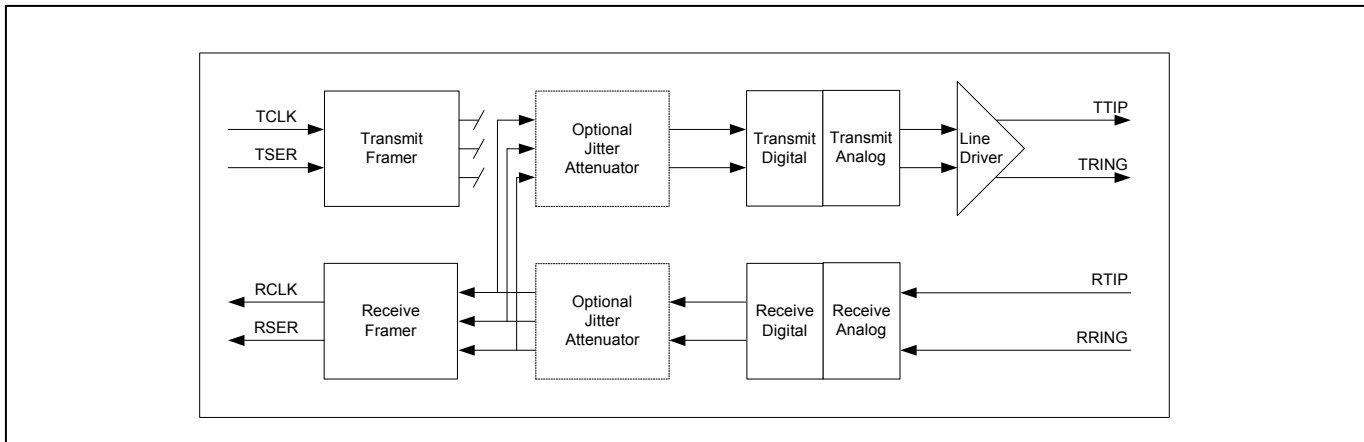 TCLK
TSER
Transmit
Framer
Optional
Jitter
Attenuator
Transmit
Digital
Transmit
Analog
Line
Driver
TTIP
TRING
RCLK
RSER
Receive
Framer
Optional
Jitter
Attenuator
Receive
Digital
Receive
Analog
RTIP
RRING